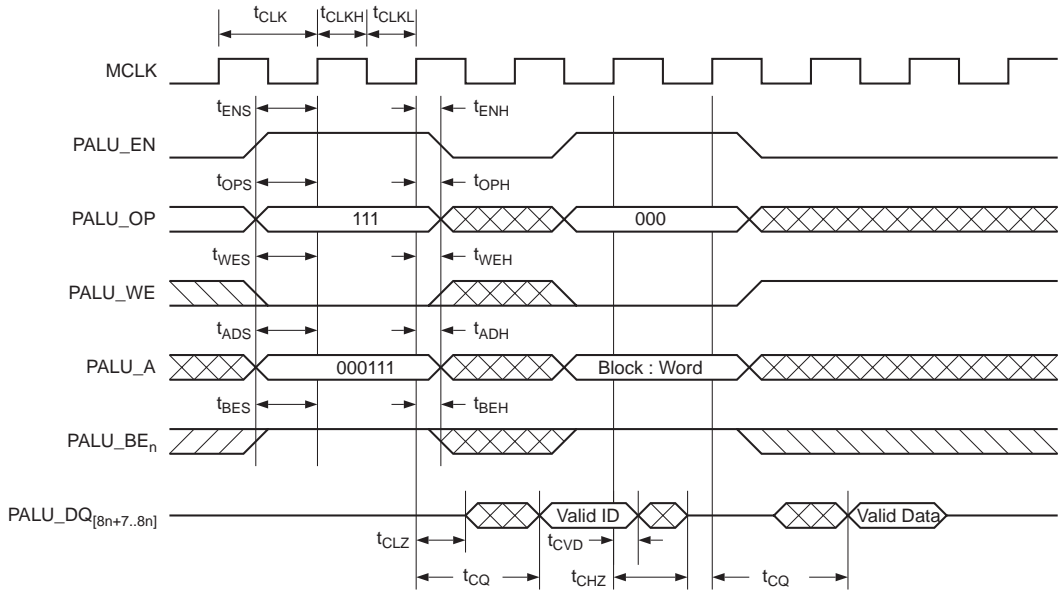 tCLK tCLKH tCLKL
MCLK
tENS tENH
PALU_EN
tOPS tOPH
PALU_OP 111 000
tWES tWEH
PALU_WE
tADS tADH
PALU_A 000111 Block : Word
tBES tBEH
PALU_BEn
PALU_DQ[8n+7..8n] Valid ID Valid Data
tCLZ tCVD
tCQ tCHZ tCQ